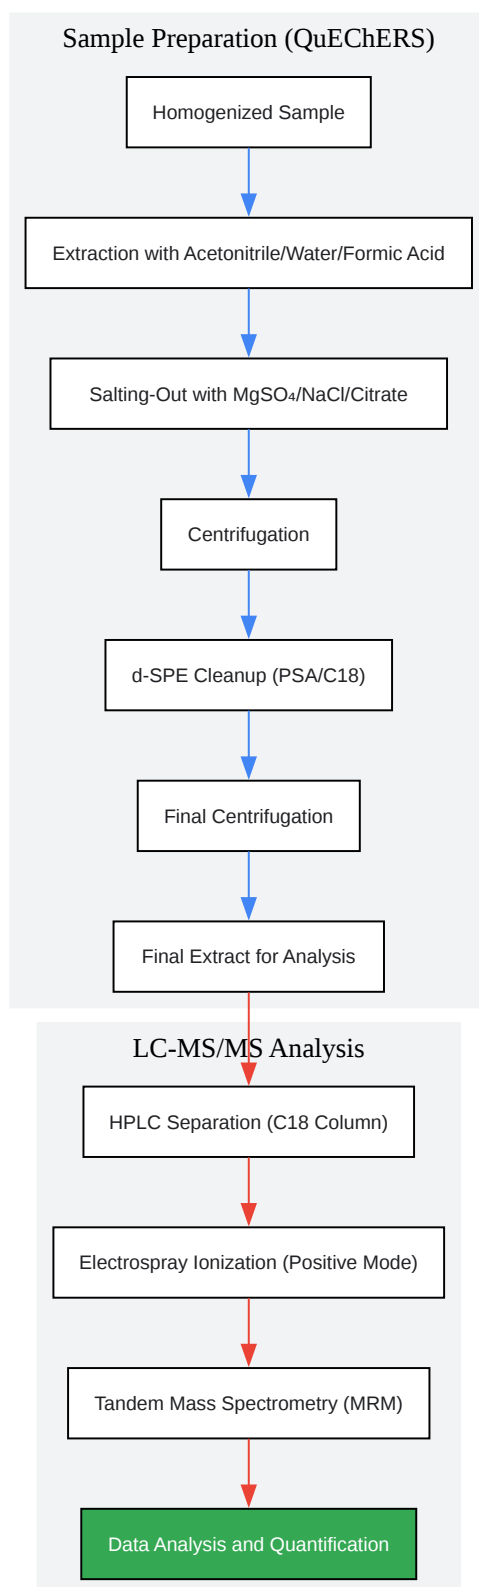 Sample Preparation (QuEChERS)
Homogenized Sample
Extraction with Acetonitrile/Water/Formic Acid
Salting-Out with MgSO₄/NaCl/Citrate
Centrifugation
d-SPE Cleanup (PSA/C18)
Final Centrifugation
Final Extract for Analysis
LC-MS/MS Analysis
HPLC Separation (C18 Column)
Electrospray Ionization (Positive Mode)
Tandem Mass Spectrometry (MRM)
Data Analysis and Quantification